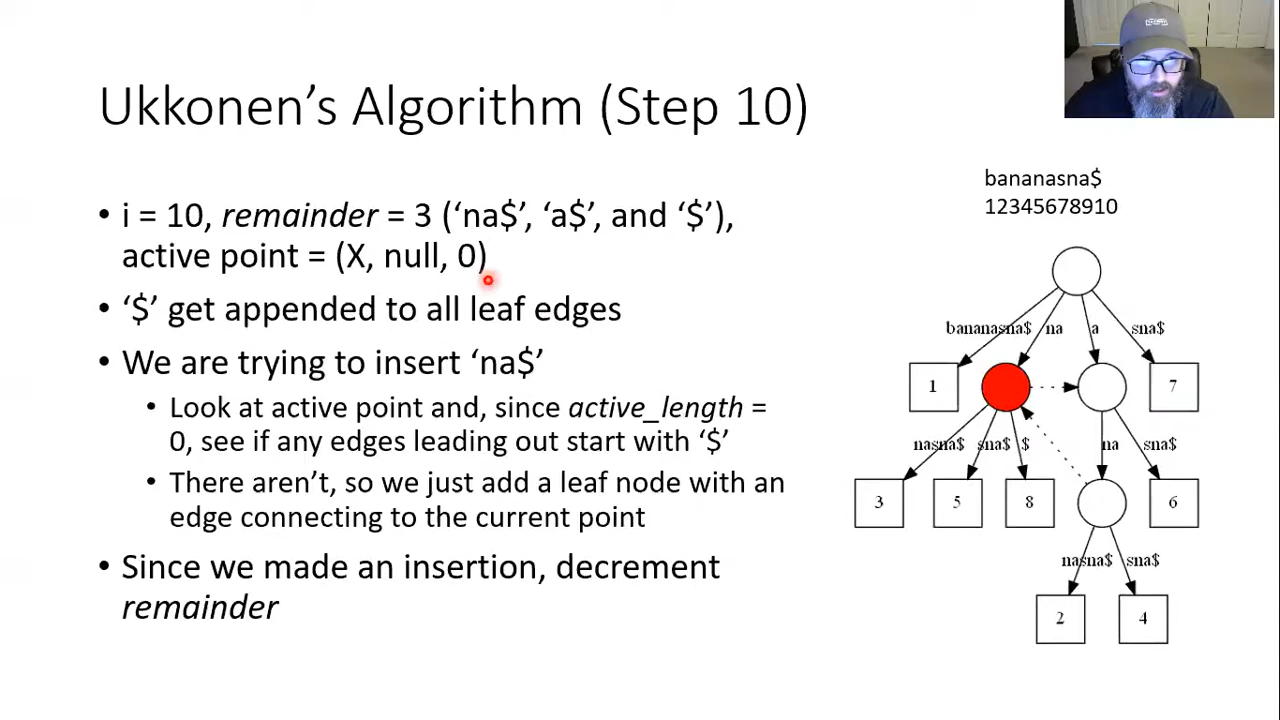 Ukkonen's Algorithm (Step 10)
• i = 10, remainder = 3 ('na$', 'a$', and '$'),
active point = (X, null, 0)
• '$' get appended to all leaf edges
• We are trying to insert 'na$'
• Look at active point and, since active_length =
0, see if any edges leading out start with '$'
• There aren't, so we just add a leaf node with an
edge connecting to the current point
• Since we made an insertion, decrement
remainder
bananasna$
12345678910
bananasna$ na a sna$
1 7
nasna$ sna$ $ na sna$
3 5 8 6
nasna$ sna$
2 4